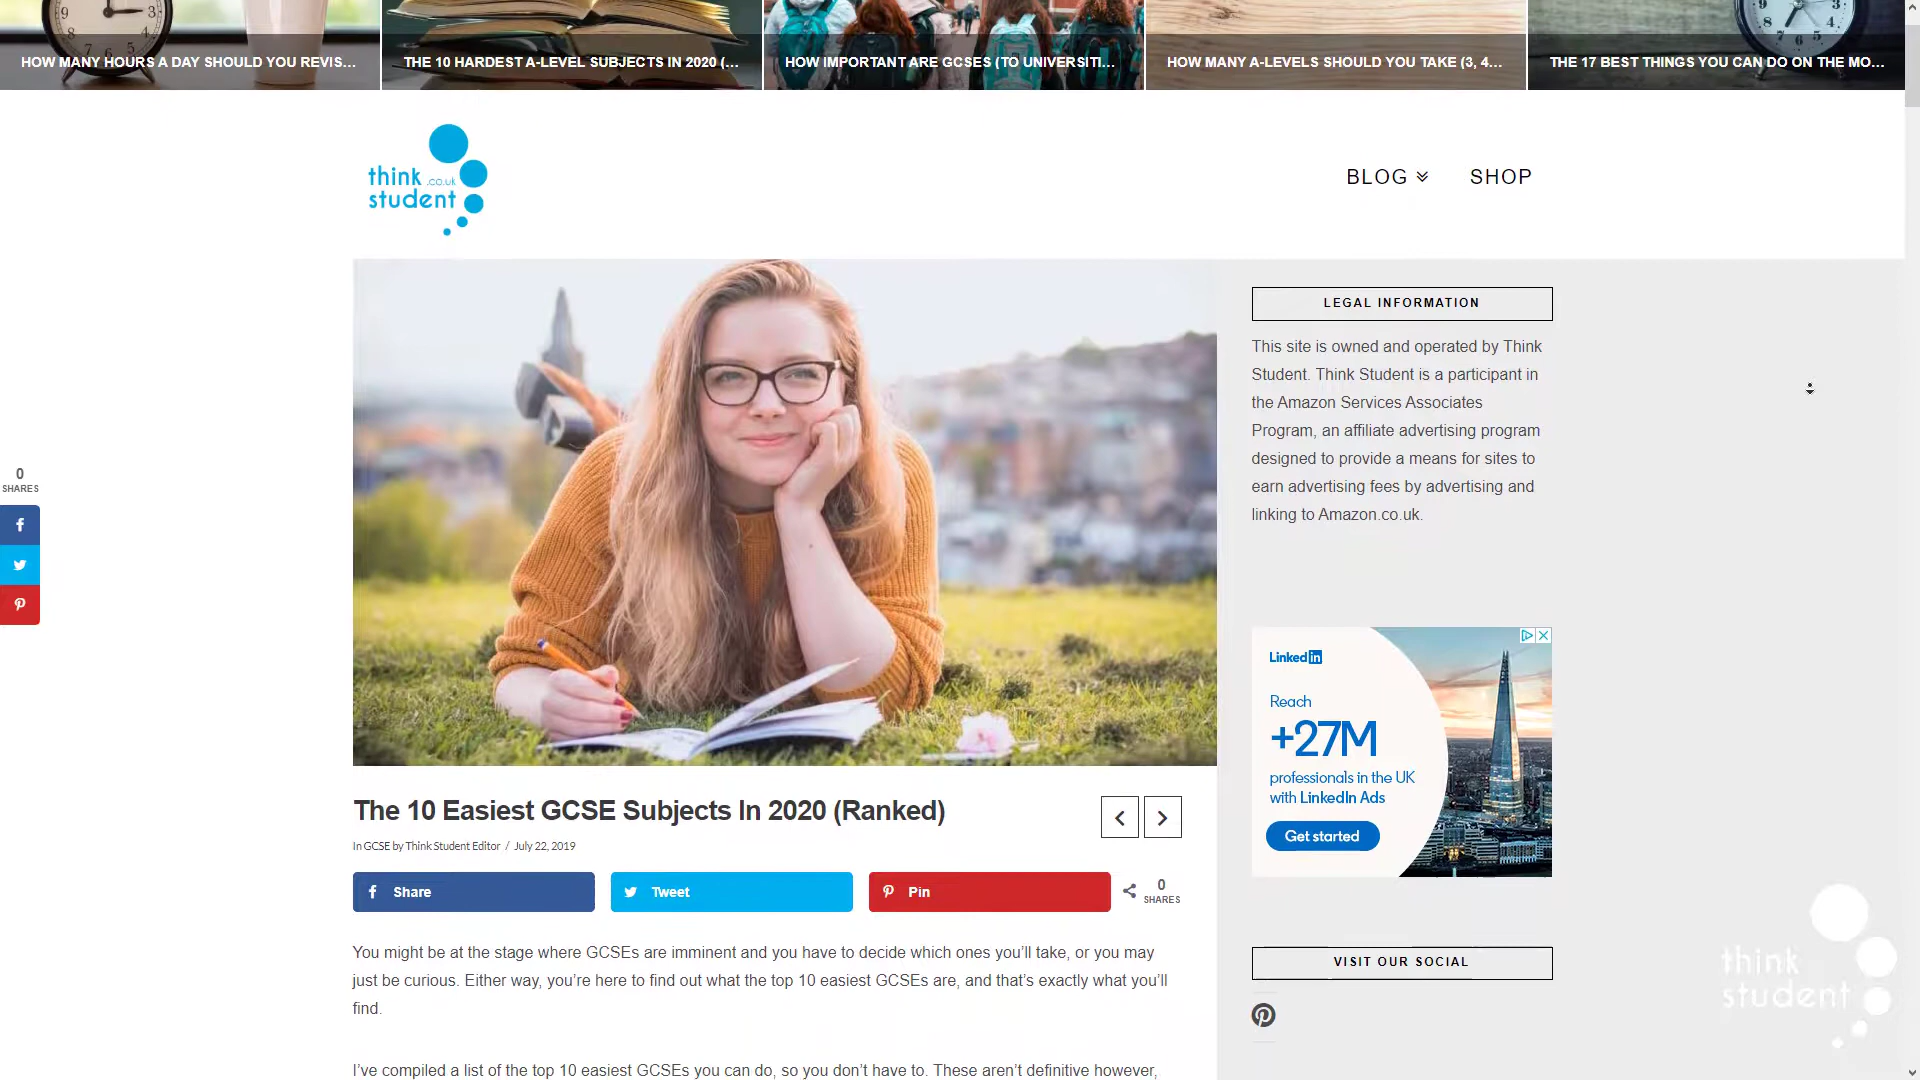 HOW MANY HOURS A DAY SHOULD YOU REVIS...
THE 10 HARDEST A-LEVEL SUBJECTS IN 2020 (...
HOW IMPORTANT ARE GCSES (TO UNIVERSITI...
HOW MANY A-LEVELS SHOULD YOU TAKE (3, 4...
THE 17 BEST THINGS YOU CAN DO ON THE MO...
think .co.uk
student
BLOG
SHOP
0
SHARES
LEGAL INFORMATION
This site is owned and operated by Think
Student. Think Student is a participant in
the Amazon Services Associates
Program, an affiliate advertising program
designed to provide a means for sites to
earn advertising fees by advertising and
linking to Amazon.co.uk.
LinkedIn
Reach
+27M
professionals in the UK
with LinkedIn Ads
Get started
The 10 Easiest GCSE Subjects In 2020 (Ranked)
In GCSE by Think Student Editor / July 22, 2019
Share
Tweet
Pin
0
SHARES
You might be at the stage where GCSEs are imminent and you have to decide which ones you’ll take, or you may
just be curious. Either way, you’re here to find out what the top 10 easiest GCSEs are, and that’s exactly what you’ll
find.
I’ve compiled a list of the top 10 easiest GCSEs you can do, so you don’t have to. These aren’t definitive however,
VISIT OUR SOCIAL
think
student